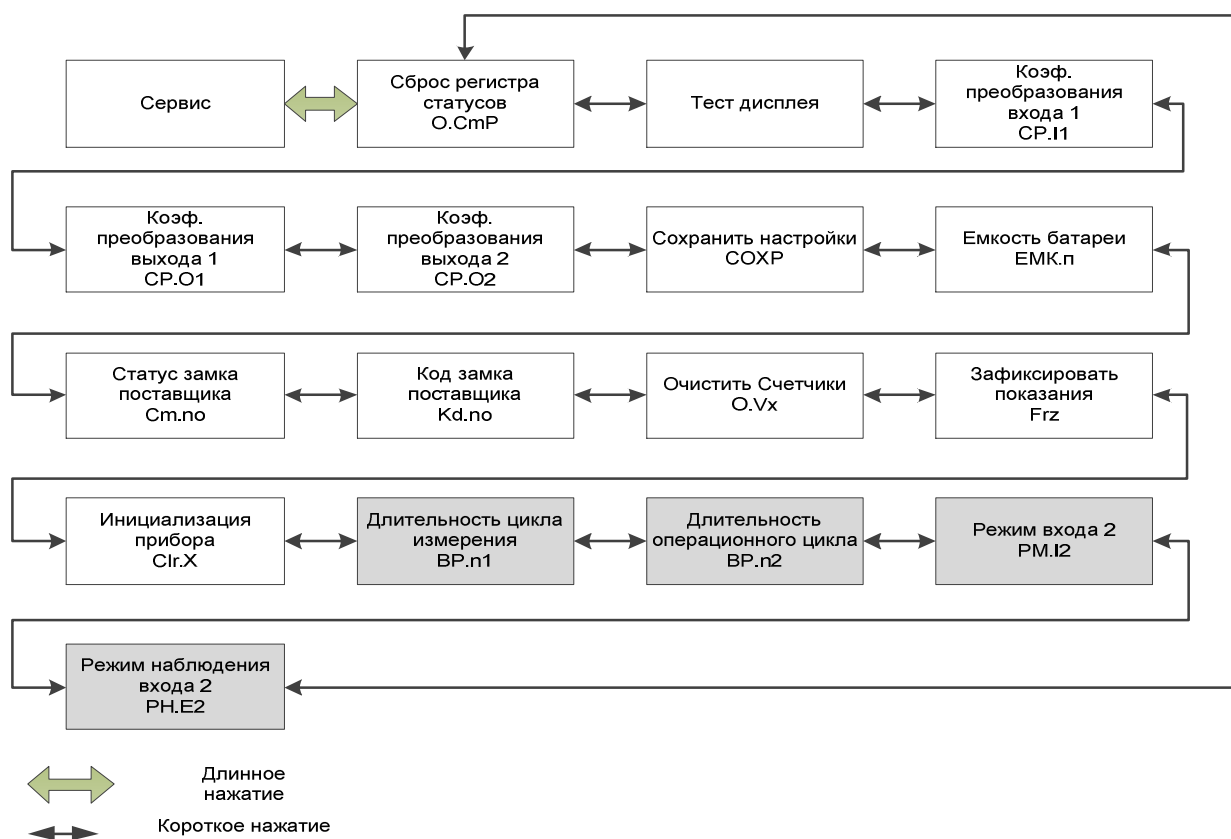 Сервис
Сброс регистра
статусов
O.CmP
Тест дисплея
Коэф.
преобразования
входа 1
CP.I1
Коэф.
преобразования
выхода 1
CP.O1
Коэф.
преобразования
выхода 2
CP.O2
Сохранить настройки
СОХР
Емкость батареи
ЕМК.п
Статус замка
поставщика
Cm.no
Код замка
поставщика
Kd.no
Очистить Счетчики
O.Vx
Зафиксировать
показания
Frz
Инициализация
прибора
Clr.X
Длительность цикла
измерения
BP.n1
Длительность
операционного цикла
BP.n2
Режим входа 2
PM.I2
Режим наблюдения
входа 2
PH.E2
Длинное
нажатие
Короткое нажатие